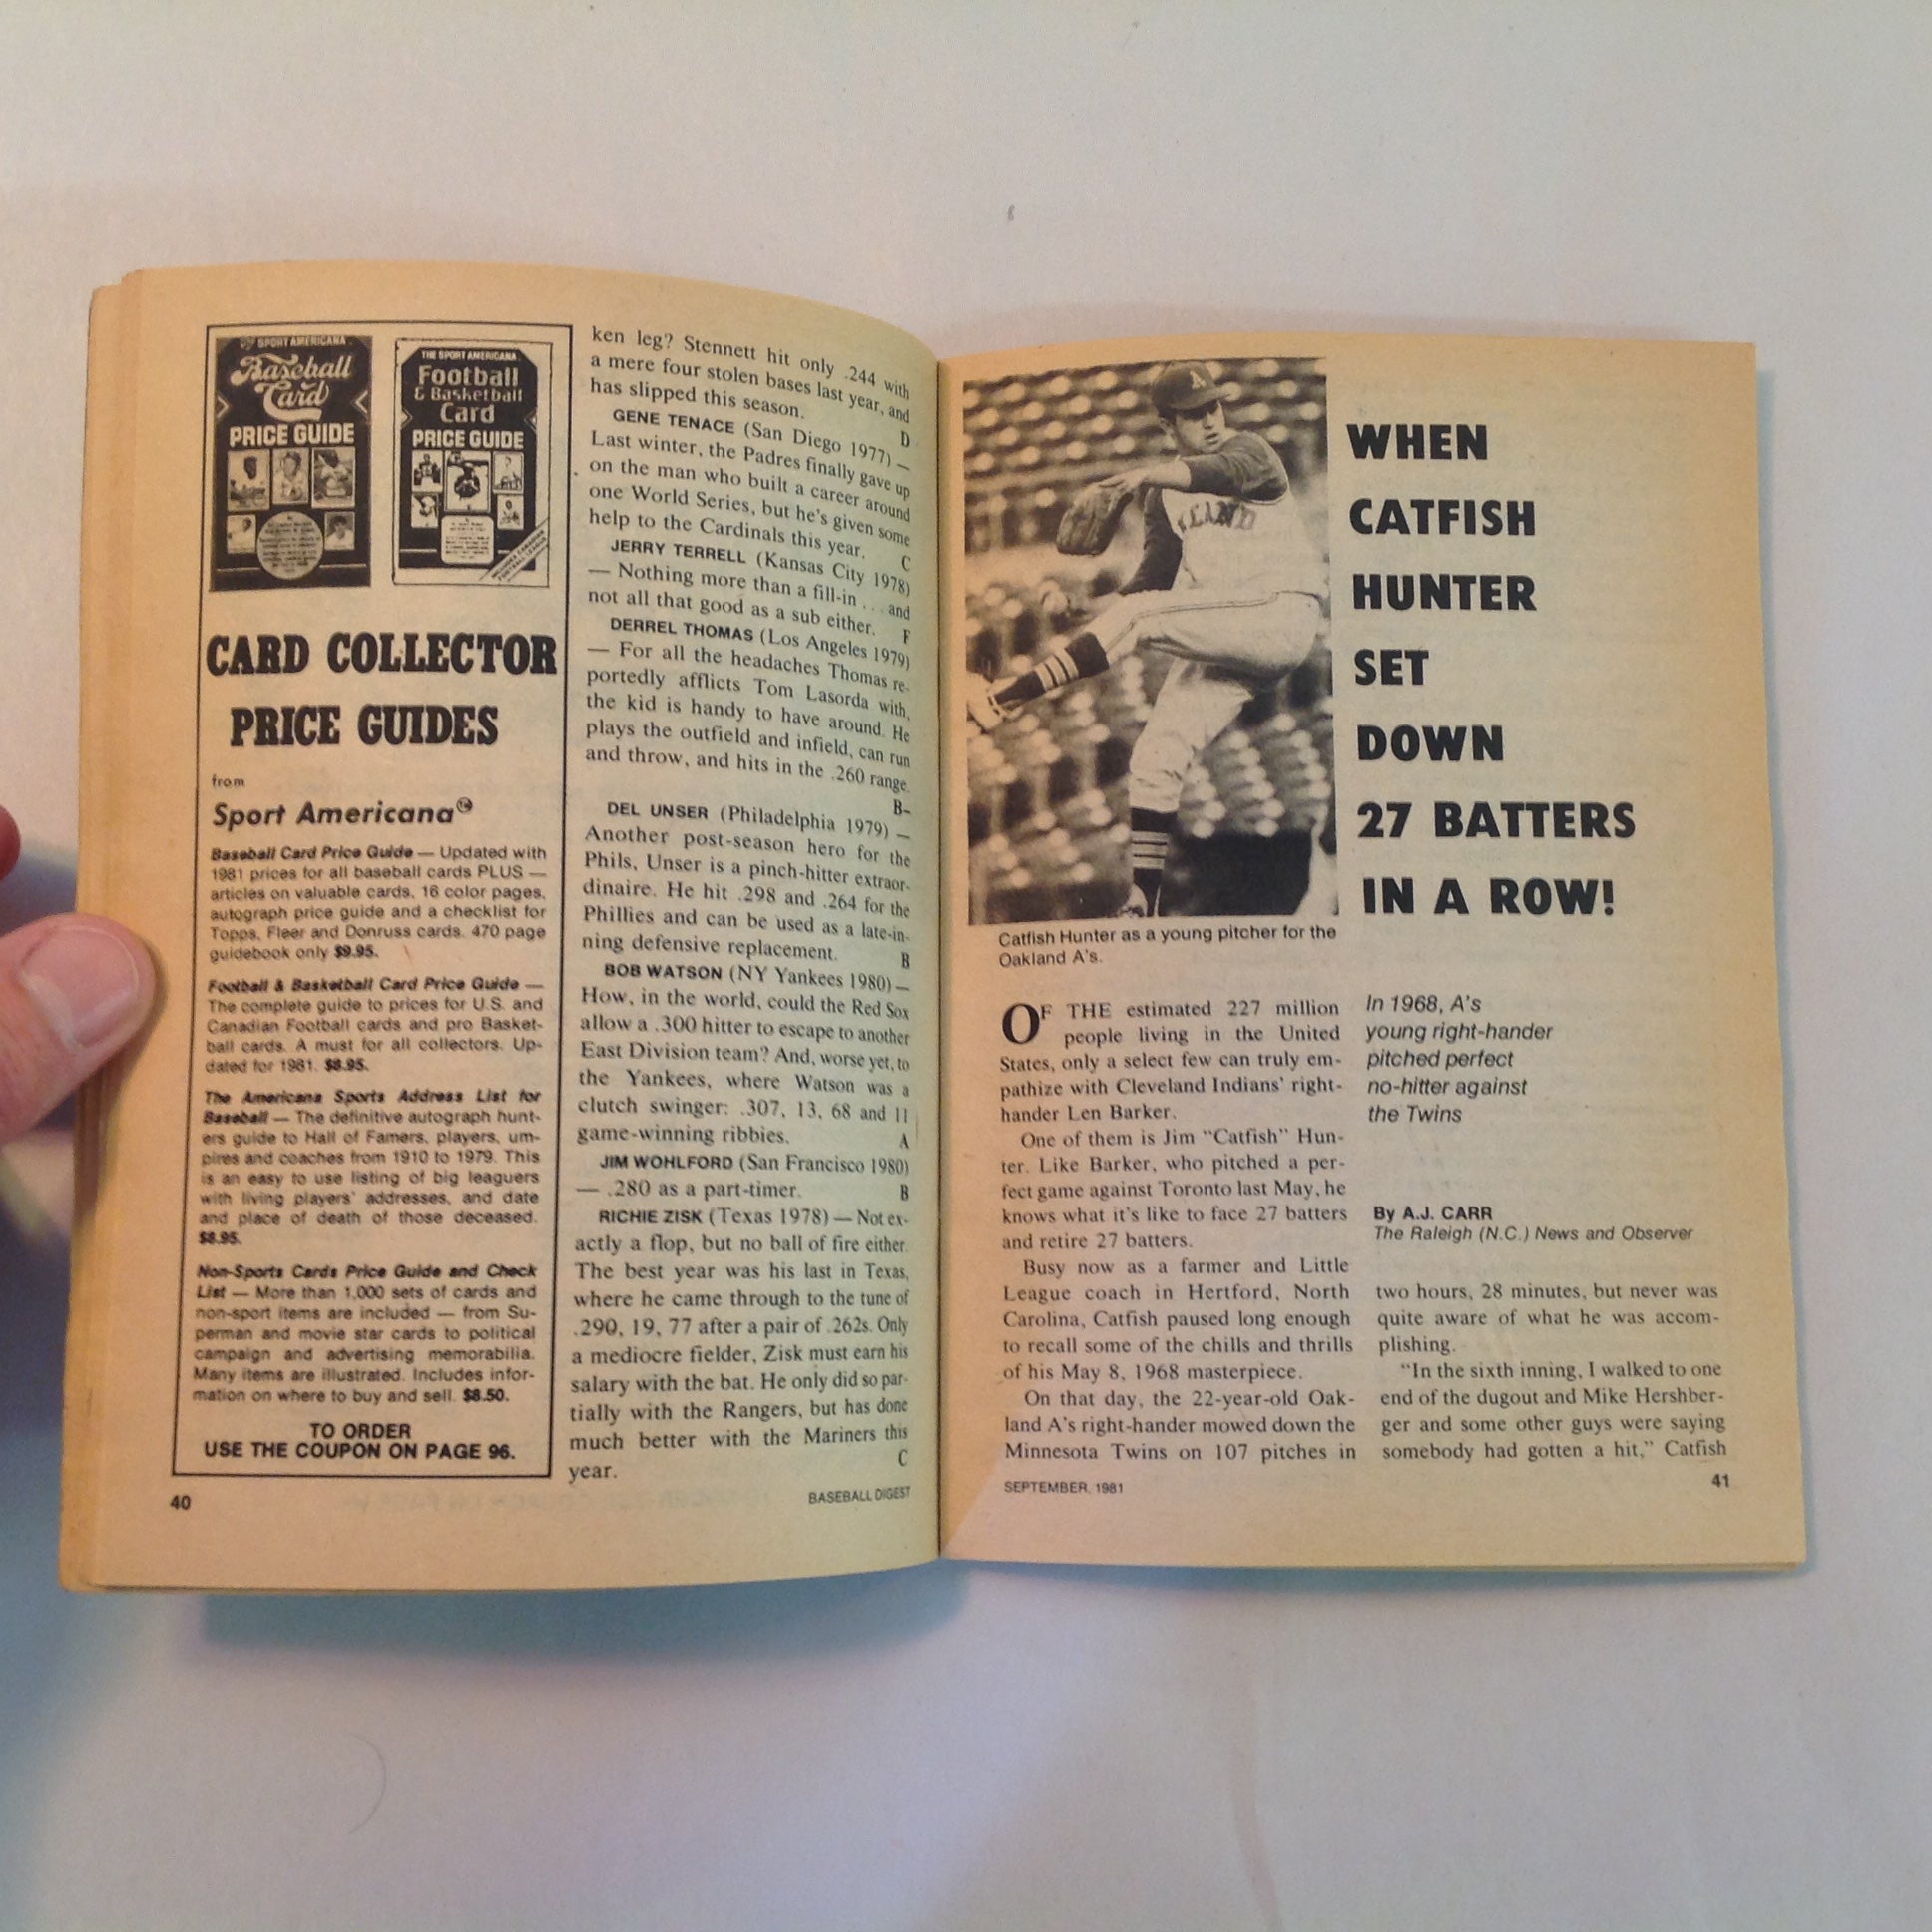 SPORT AMERICANA
Baseball
Card
PRICE GUIDE
THE SPORT AMERICANA
Football
& Basketball
Card
PRICE GUIDE
INCLUDES CANADIAN
FOOTBALL LEAGUE
CARD COLLECTOR
PRICE GUIDES
from
Sport Americana
Baseball Card Price Guide — Updated with
1981 prices for all baseball cards PLUS —
articles on valuable cards, 16 color pages,
autograph price guide and a checklist for
Topps, Fleer and Donruss cards. 470 page
guidebook only $9.95.
Football & Basketball Card Price Guide —
The complete guide to prices for U.S. and
Canadian Football cards and pro Basket-
ball cards. A must for all collectors. Up-
dated for 1981. $8.95.
The Americana Sports Address List for
Baseball — The definitive autograph hunt-
ers guide to Hall of Famers, players, um-
pires and coaches from 1910 to 1979. This
is an easy to use listing of big leaguers
with living players' addresses, and date
and place of death of those deceased.
$8.95.
Non-Sports Cards Price Guide and Check
List — More than 1,000 sets of cards and
non-sport items are included — from Su-
perman and movie star cards to political
campaign and advertising memorabilia.
Many items are illustrated. Includes infor-
mation on where to buy and sell. $8.50.
TO ORDER
USE THE COUPON ON PAGE 96.
40
ken leg? Stennett hit only .244 with
a mere four stolen bases last year, and
has slipped this season. D
GENE TENACE (San Diego 1977) —
Last winter, the Padres finally gave up
on the man who built a career around
one World Series, but he's given some
help to the Cardinals this year. C
JERRY TERRELL (Kansas City 1978)
— Nothing more than a fill-in . . . and
not all that good as a sub either. F
DERREL THOMAS (Los Angeles 1979)
— For all the headaches Thomas re-
portedly afflicts Tom Lasorda with,
the kid is handy to have around. He
plays the outfield and infield, can run
and throw, and hits in the .260 range.
B-
DEL UNSER (Philadelphia 1979) —
Another post-season hero for the
Phils, Unser is a pinch-hitter extraor-
dinaire. He hit .298 and .264 for the
Phillies and can be used as a late-in-
ning defensive replacement. B
BOB WATSON (NY Yankees 1980) —
How, in the world, could the Red Sox
allow a .300 hitter to escape to another
East Division team? And, worse yet, to
the Yankees, where Watson was a
clutch swinger: .307, 13, 68 and 11
game-winning ribbies. A
JIM WOHLFORD (San Francisco 1980)
— .280 as a part-timer. B
RICHIE ZISK (Texas 1978) — Not ex-
actly a flop, but no ball of fire either.
The best year was his last in Texas,
where he came through to the tune of
.290, 19, 77 after a pair of .262s. Only
a mediocre fielder, Zisk must earn his
salary with the bat. He only did so par-
tially with the Rangers, but has done
much better with the Mariners this
year. C
BASEBALL DIGEST
A
WHEN
CATFISH
HUNTER
SET
DOWN
27 BATTERS
IN A ROW!
Catfish Hunter as a young pitcher for the
Oakland A's.
In 1968, A's
young right-hander
pitched perfect
no-hitter against
the Twins
By A.J. CARR
The Raleigh (N.C.) News and Observer
OF THE estimated 227 million
people living in the United
States, only a select few can truly em-
pathize with Cleveland Indians' right-
hander Len Barker.
One of them is Jim "Catfish" Hun-
ter. Like Barker, who pitched a per-
fect game against Toronto last May, he
knows what it's like to face 27 batters
and retire 27 batters.
Busy now as a farmer and Little
League coach in Hertford, North
Carolina, Catfish paused long enough
to recall some of the chills and thrills
of his May 8, 1968 masterpiece.
On that day, the 22-year-old Oak-
land A's right-hander mowed down the
Minnesota Twins on 107 pitches in
two hours, 28 minutes, but never was
quite aware of what he was accom-
plishing.
"In the sixth inning, I walked to one
end of the dugout and Mike Hershber-
ger and some other guys were saying
somebody had gotten a hit," Catfish
SEPTEMBER, 1981
41